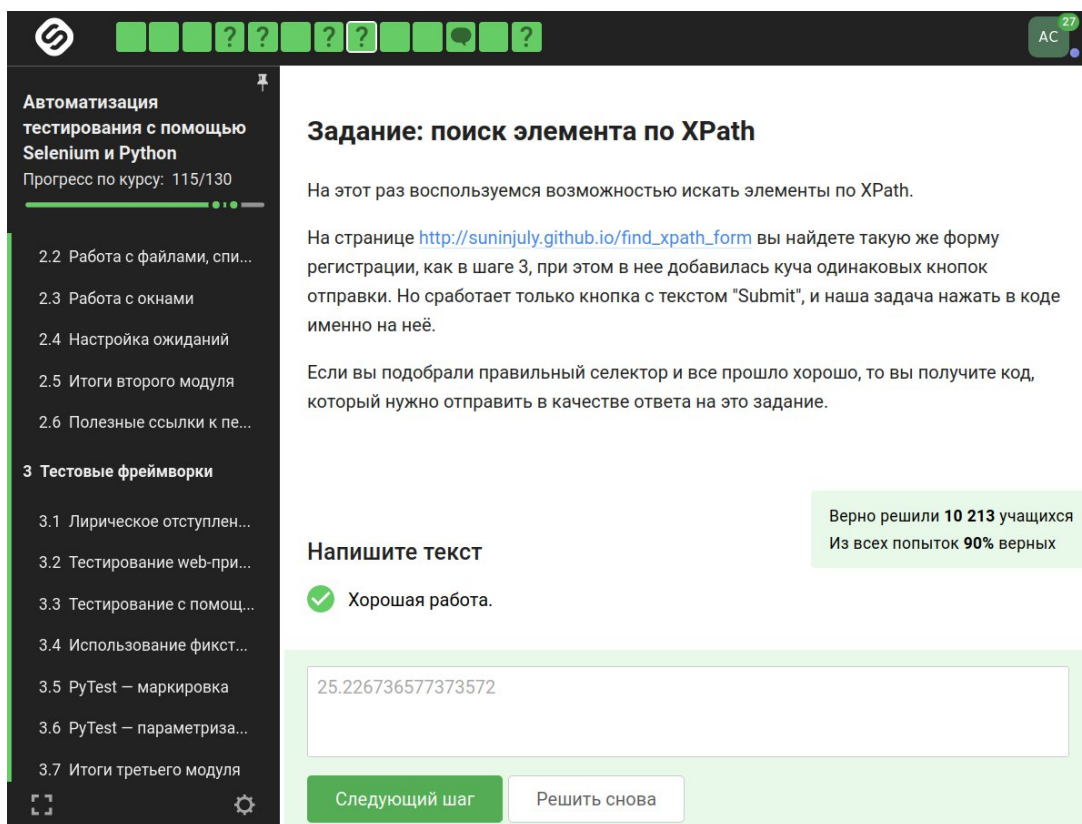 ? ? ? ? ?
AC
27
Автоматизация
тестирования с помощью
Selenium и Python
Прогресс по курсу: 115/130
2.2 Работа с файлами, спи...
2.3 Работа с окнами
2.4 Настройка ожиданий
2.5 Итоги второго модуля
2.6 Полезные ссылки к пе...
3 Тестовые фреймворки
3.1 Лирическое отступлен...
3.2 Тестирование web-при...
3.3 Тестирование с помощ...
3.4 Использование фикст...
3.5 PyTest — маркировка
3.6 PyTest — параметриза...
3.7 Итоги третьего модуля
Задание: поиск элемента по XPath
На этот раз воспользуемся возможностью искать элементы по XPath.
На странице http://suninjuly.github.io/find_xpath_form вы найдете такую же форму
регистрации, как в шаге 3, при этом в нее добавилась куча одинаковых кнопок
отправки. Но сработает только кнопка с текстом "Submit", и наша задача нажать в коде
именно на неё.
Если вы подобрали правильный селектор и все прошло хорошо, то вы получите код,
который нужно отправить в качестве ответа на это задание.
Верно решили 10 213 учащихся
Из всех попыток 90% верных
Напишите текст
Хорошая работа.
25.226736577373572
Следующий шаг
Решить снова